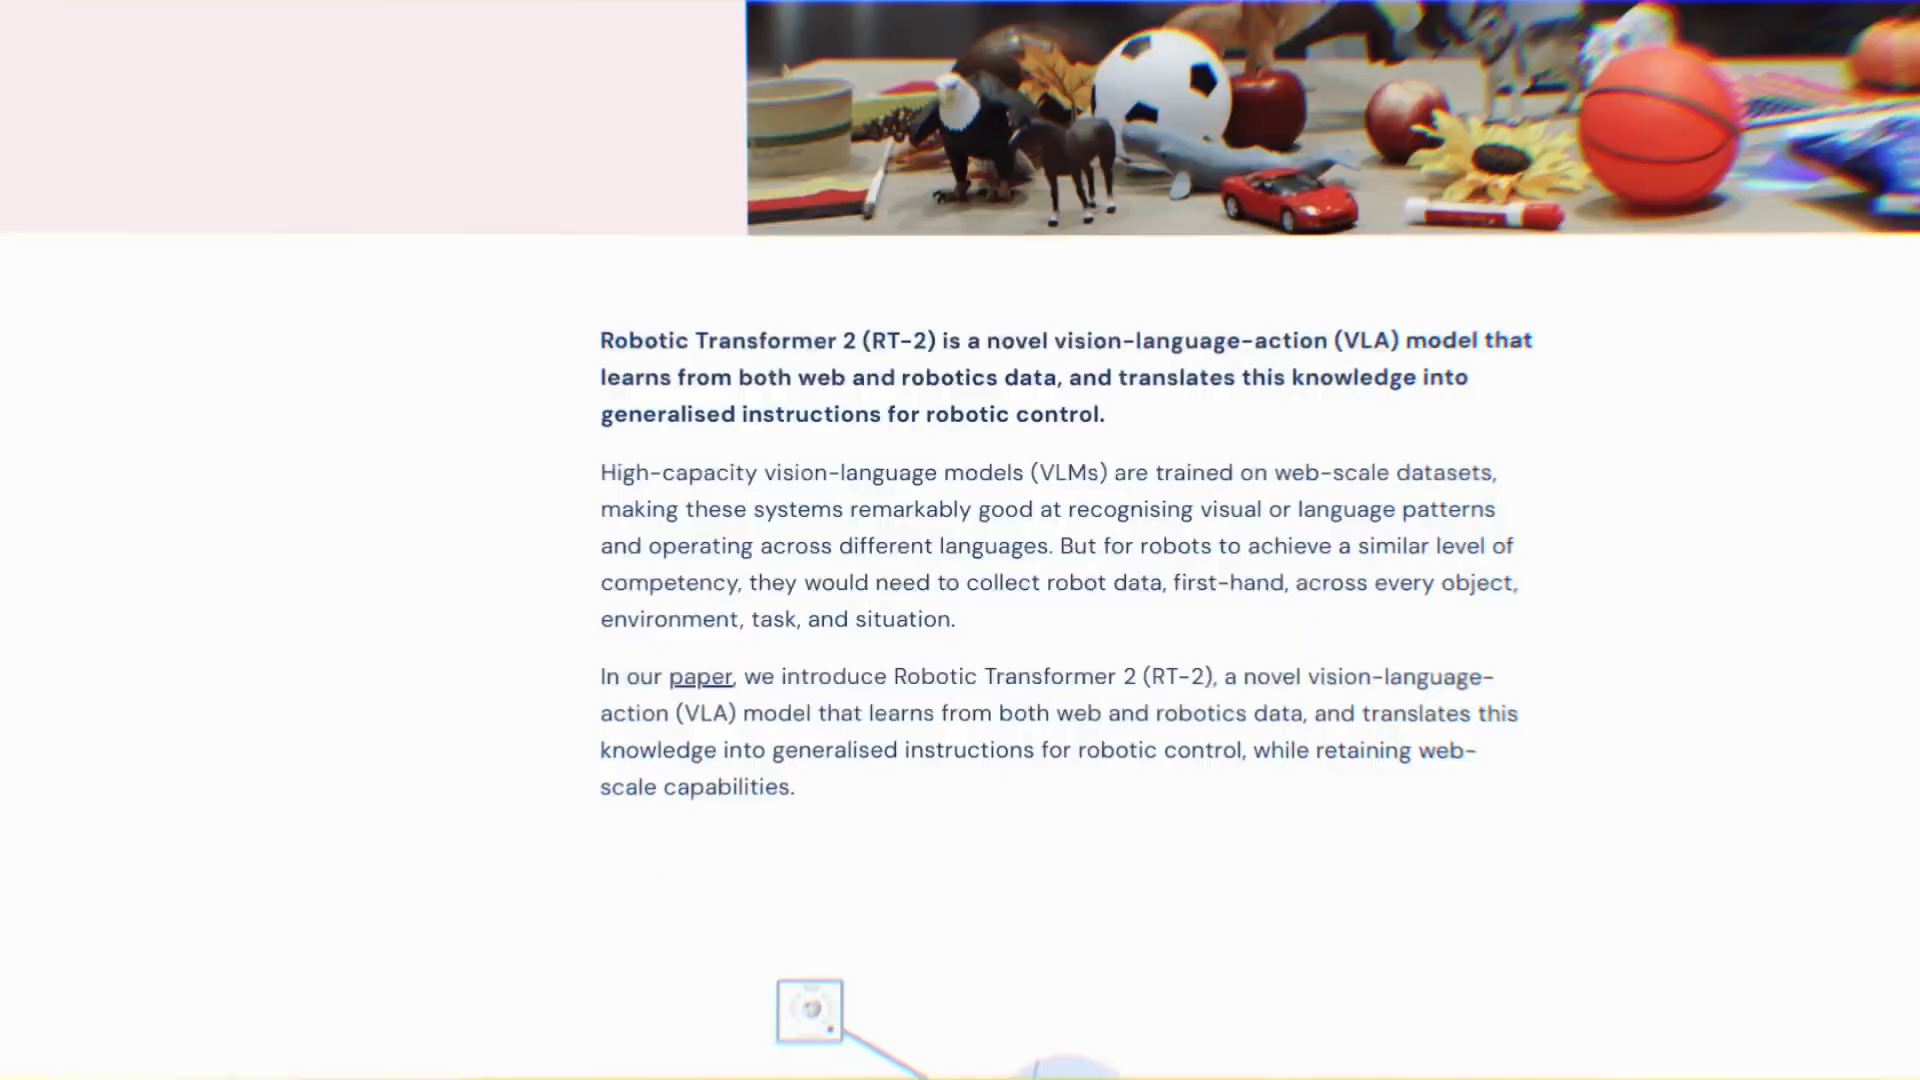 Robotic Transformer 2 (RT-2) is a novel vision-language-action (VLA) model that
learns from both web and robotics data, and translates this knowledge into
generalised instructions for robotic control.
High-capacity vision-language models (VLMs) are trained on web-scale datasets,
making these systems remarkably good at recognising visual or language patterns
and operating across different languages. But for robots to achieve a similar level of
competency, they would need to collect robot data, first-hand, across every object,
environment, task, and situation.
In our paper, we introduce Robotic Transformer 2 (RT-2), a novel vision-language-
action (VLA) model that learns from both web and robotics data, and translates this
knowledge into generalised instructions for robotic control, while retaining web-
scale capabilities.